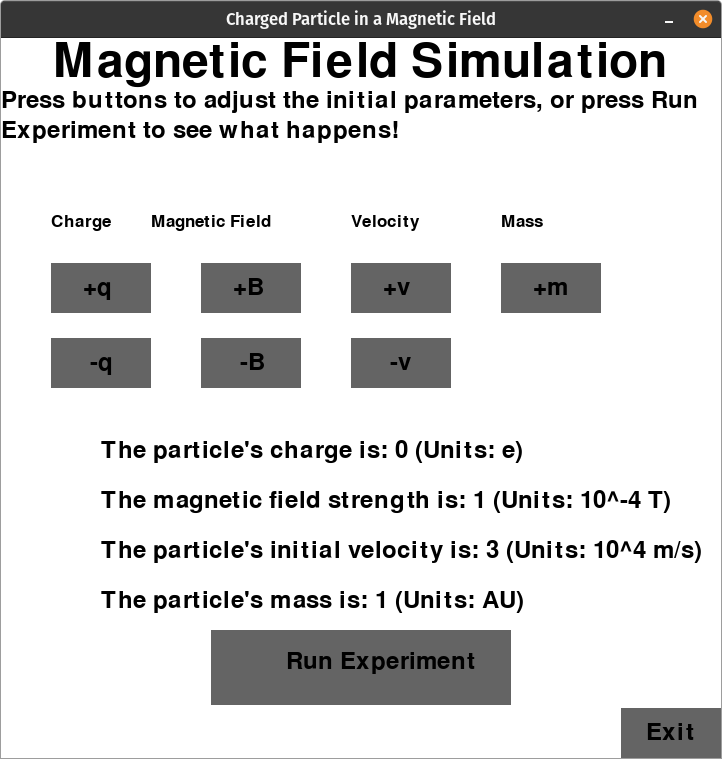 Charged Particle in a Magnetic Field
Magnetic Field Simulation
Press buttons to adjust the initial parameters, or press Run
Experiment to see what happens!
Charge Magnetic Field Velocity Mass
+q +B +v +m
-q -B -v
The particle's charge is: 0 (Units: e)
The magnetic field strength is: 1 (Units: 10^-4 T)
The particle's initial velocity is: 3 (Units: 10^4 m/s)
The particle's mass is: 1 (Units: AU)
Run Experiment
Exit